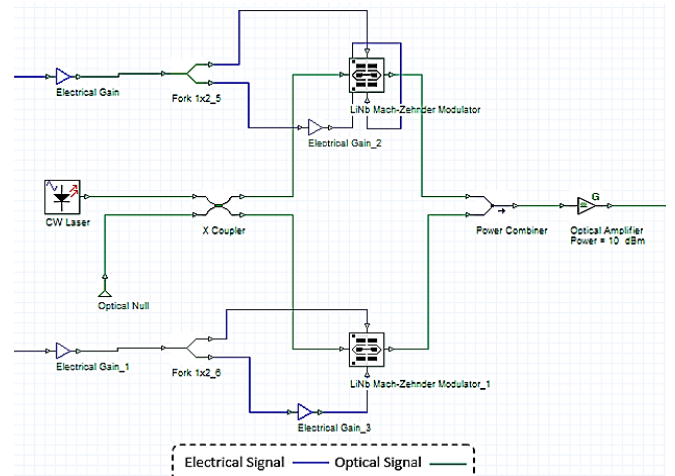 Electrical Gain
Fork 1x2_5
LiNb Mach-Zehnder Modulator
Electrical Gain_2
CW Laser
X Coupler
Power Combiner
G
Optical Amplifier
Power = 10 dBm
Optical Null
Electrical Gain_1
Fork 1x2_6
LiNb Mach-Zehnder Modulator_1
Electrical Gain_3
Electrical Signal
Optical Signal